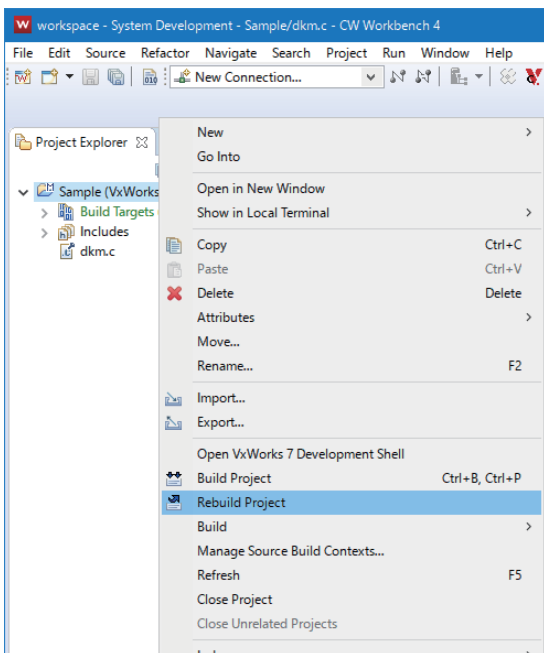 workspace - System Development - Sample/dkm.c - CW Workbench 4
File Edit Source Refactor Navigate Search Project Run Window Help
New Connection...
Project Explorer
New
Go Into
Sample (VxWorks
Open in New Window
Build Targets
Show in Local Terminal
Includes
dkm.c
Copy Ctrl+C
Paste Ctrl+V
Delete Delete
Attributes
Move...
Rename... F2
Import...
Export...
Open VxWorks 7 Development Shell
Build Project Ctrl+B, Ctrl+P
Rebuild Project
Build
Manage Source Build Contexts...
Refresh F5
Close Project
Close Unrelated Projects